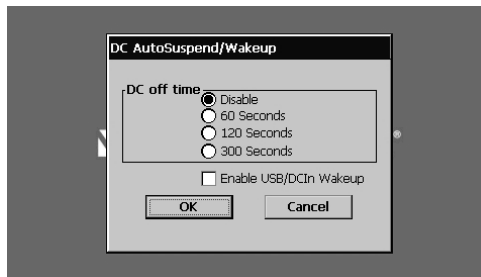 DC AutoSuspend/Wakeup
DC off time
Disable
60 Seconds
120 Seconds
300 Seconds
Enable USB/DCIn Wakeup
OK Cancel
®